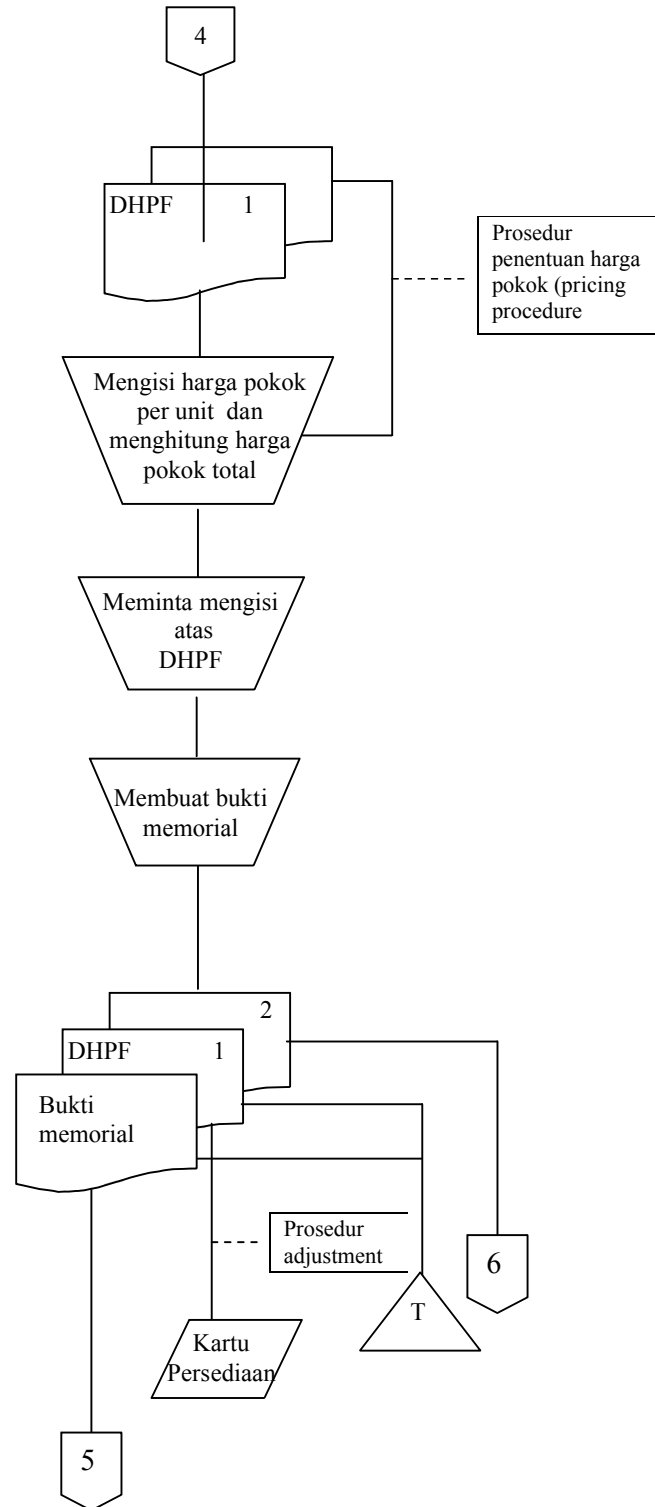 4
DHPF 1
Prosedur
penentuan harga
pokok (pricing
procedure
Mengisi harga pokok
per unit dan
menghitung harga
pokok total
Meminta mengisi
atas
DHPF
Membuat bukti
memorial
2
DHPF 1
Bukti
memorial
Prosedur
adjustment
6
T
Kartu
Persediaan
5